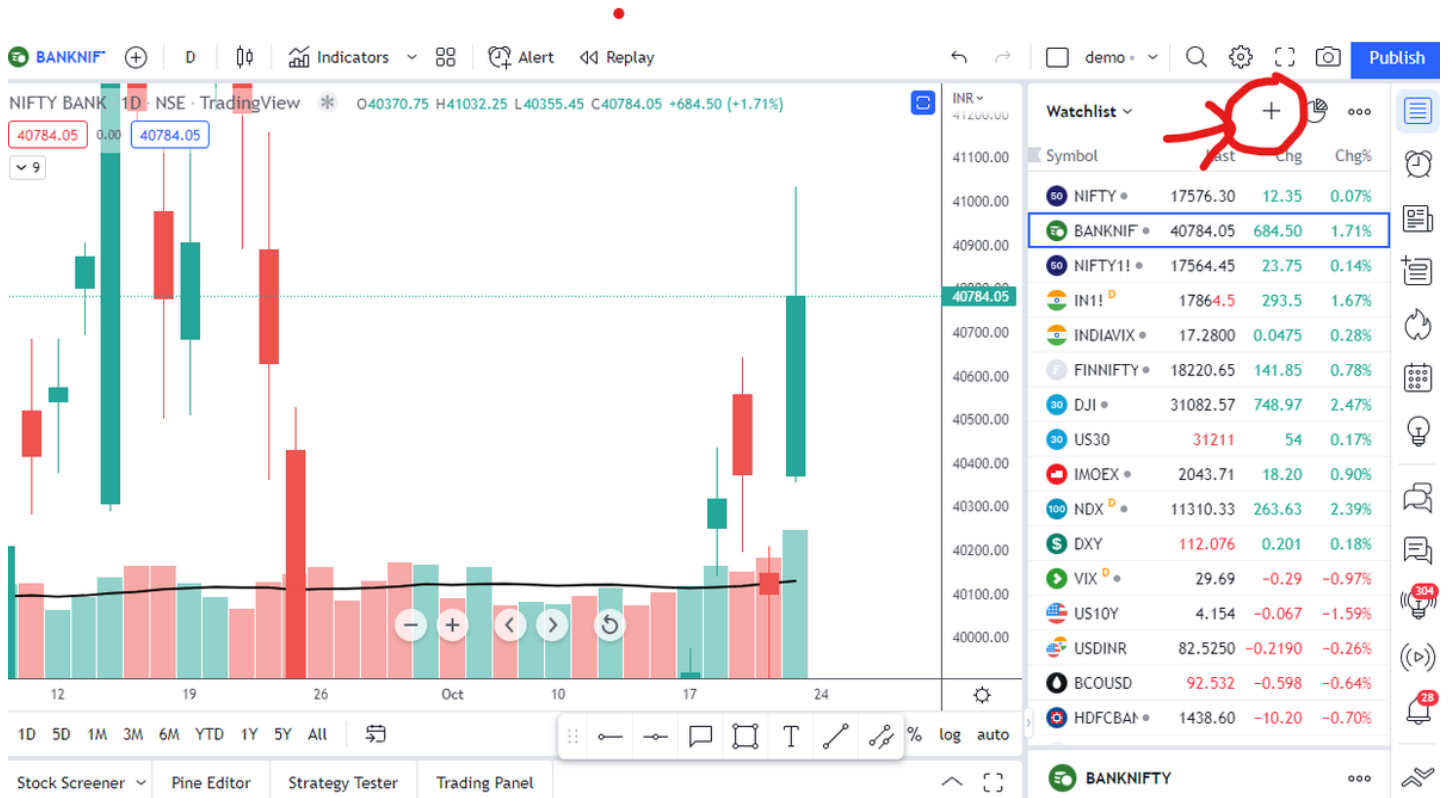 BANKNIF D Indicators Alert Replay demo Publish
NIFTY BANK 1D NSE · TradingView O40370.75 H41032.25 L40355.45 C40784.05 +684.50 (+1.71%)
40784.05 0.00 40784.05
9
INR
41200.00
41100.00
41000.00
40900.00
40800.00
40784.05
40700.00
40600.00
40500.00
40400.00
40300.00
40200.00
40100.00
40000.00
12 19 26 Oct 10 17 24
1D 5D 1M 3M 6M YTD 1Y 5Y All T % log auto
Stock Screener Pine Editor Strategy Tester Trading Panel
Watchlist
Symbol Last Chg Chg%
50 NIFTY 17576.30 12.35 0.07%
BANKNIF 40784.05 684.50 1.71%
50 NIFTY1! 17564.45 23.75 0.14%
IN1! D 17864.5 293.5 1.67%
INDIAVIX 17.2800 0.0475 0.28%
F FINNIFTY 18220.65 141.85 0.78%
30 DJI 31082.57 748.97 2.47%
30 US30 31211 54 0.17%
IMOEX 2043.71 18.20 0.90%
100 NDX D 11310.33 263.63 2.39%
$ DXY 112.076 0.201 0.18%
VIX D 29.69 −0.29 −0.97%
US10Y 4.154 −0.067 −1.59%
USDINR 82.5250 −0.2190 −0.26%
BCOUSD 92.532 −0.598 −0.64%
HDFCBAN 1438.60 −10.20 −0.70%
BANKNIFTY
304
28